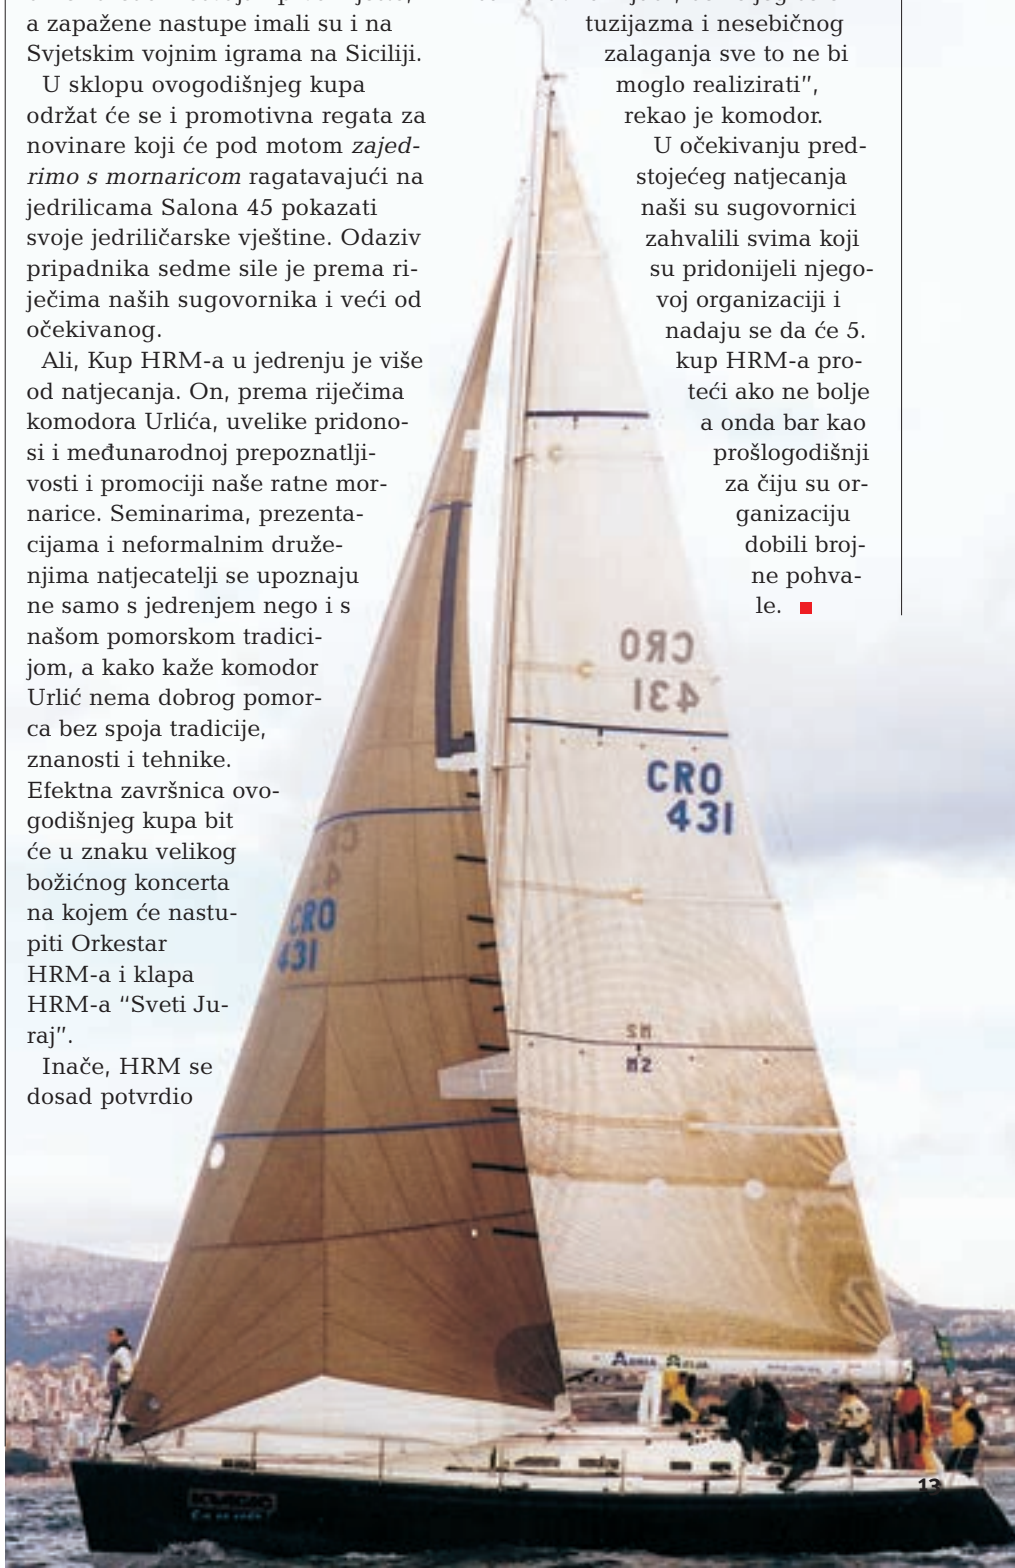 a zapažene nastupe imali su i na
Svjetskim vojnim igrama na Siciliji.
U sklopu ovogodišnjeg kupa
održat će se i promotivna regata za
novinare koji će pod motom zajed-
rimo s mornaricom ragatavajući na
jedrilicama Salona 45 pokazati
svoje jedriličarske vještine. Odaziv
pripadnika sedme sile je prema ri-
ječima naših sugovornika i veći od
očekivanog.
Ali, Kup HRM-a u jedrenju je više
od natjecanja. On, prema riječima
komodora Urlića, uvelike pridono-
si i međunarodnoj prepoznatlji-
vosti i promociji naše ratne mor-
narice. Seminarima, prezenta-
cijama i neformalnim druže-
njima natjecatelji se upoznaju
ne samo s jedrenjem nego i s
našom pomorskom tradici-
jom, a kako kaže komodor
Urlić nema dobrog pomor-
ca bez spoja tradicije,
znanosti i tehnike.
Efektna završnica ovo-
godišnjeg kupa bit
će u znaku velikog
božićnog koncerta
na kojem će nastu-
piti Orkestar
HRM-a i klapa
HRM-a “Sveti Ju-
raj”.
Inače, HRM se
dosad potvrdio
tuzijazma i nesebičnog
zalaganja sve to ne bi
moglo realizirati”,
rekao je komodor.
U očekivanju pred-
stojećeg natjecanja
naši su sugovornici
zahvalili svima koji
su pridonijeli njego-
voj organizaciji i
nadaju se da će 5.
kup HRM-a pro-
teći ako ne bolje
a onda bar kao
prošlogodišnji
za čiju su or-
ganizaciju
dobili broj-
ne pohva-
le.
CRO
431
CRO
431
CRO
431
M2
13